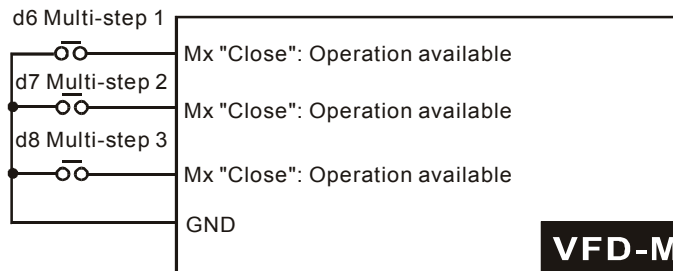 d6 Multi-step 1
Mx "Close": Operation available
d7 Multi-step 2
Mx "Close": Operation available
d8 Multi-step 3
Mx "Close": Operation available
GND
VFD-M